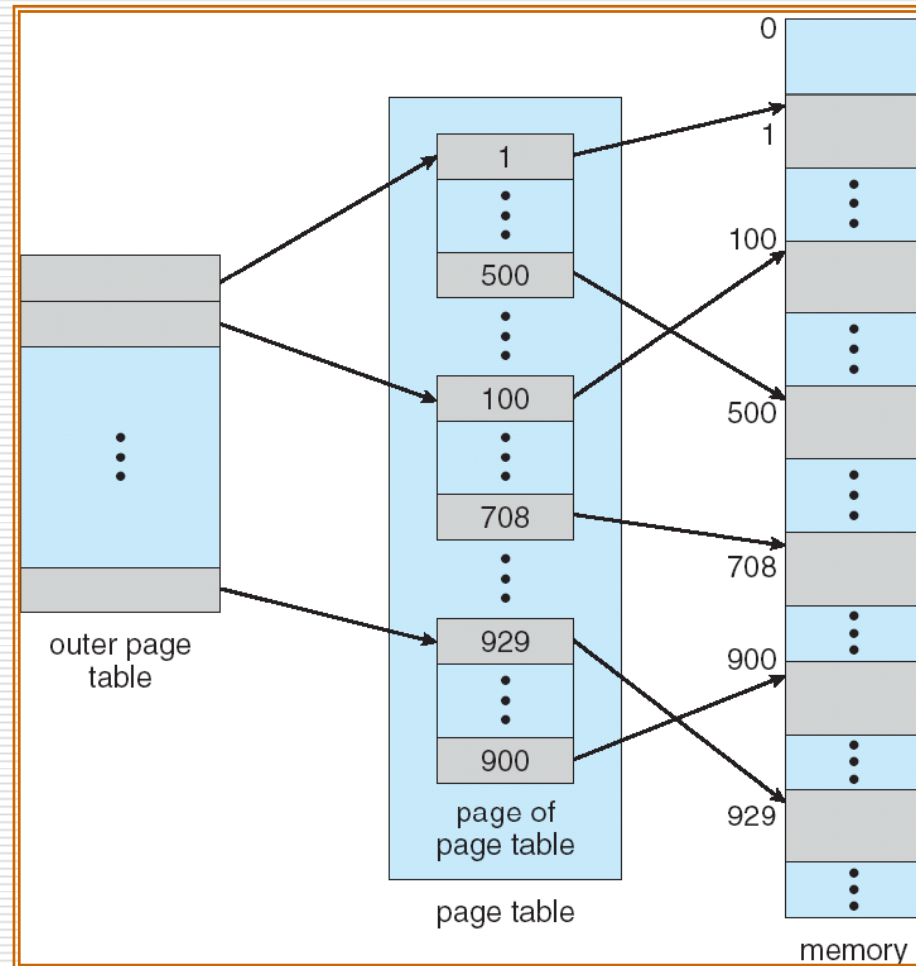 outer page
table
1
500
100
708
929
900
page of
page table
page table
0
1
100
500
708
900
929
memory